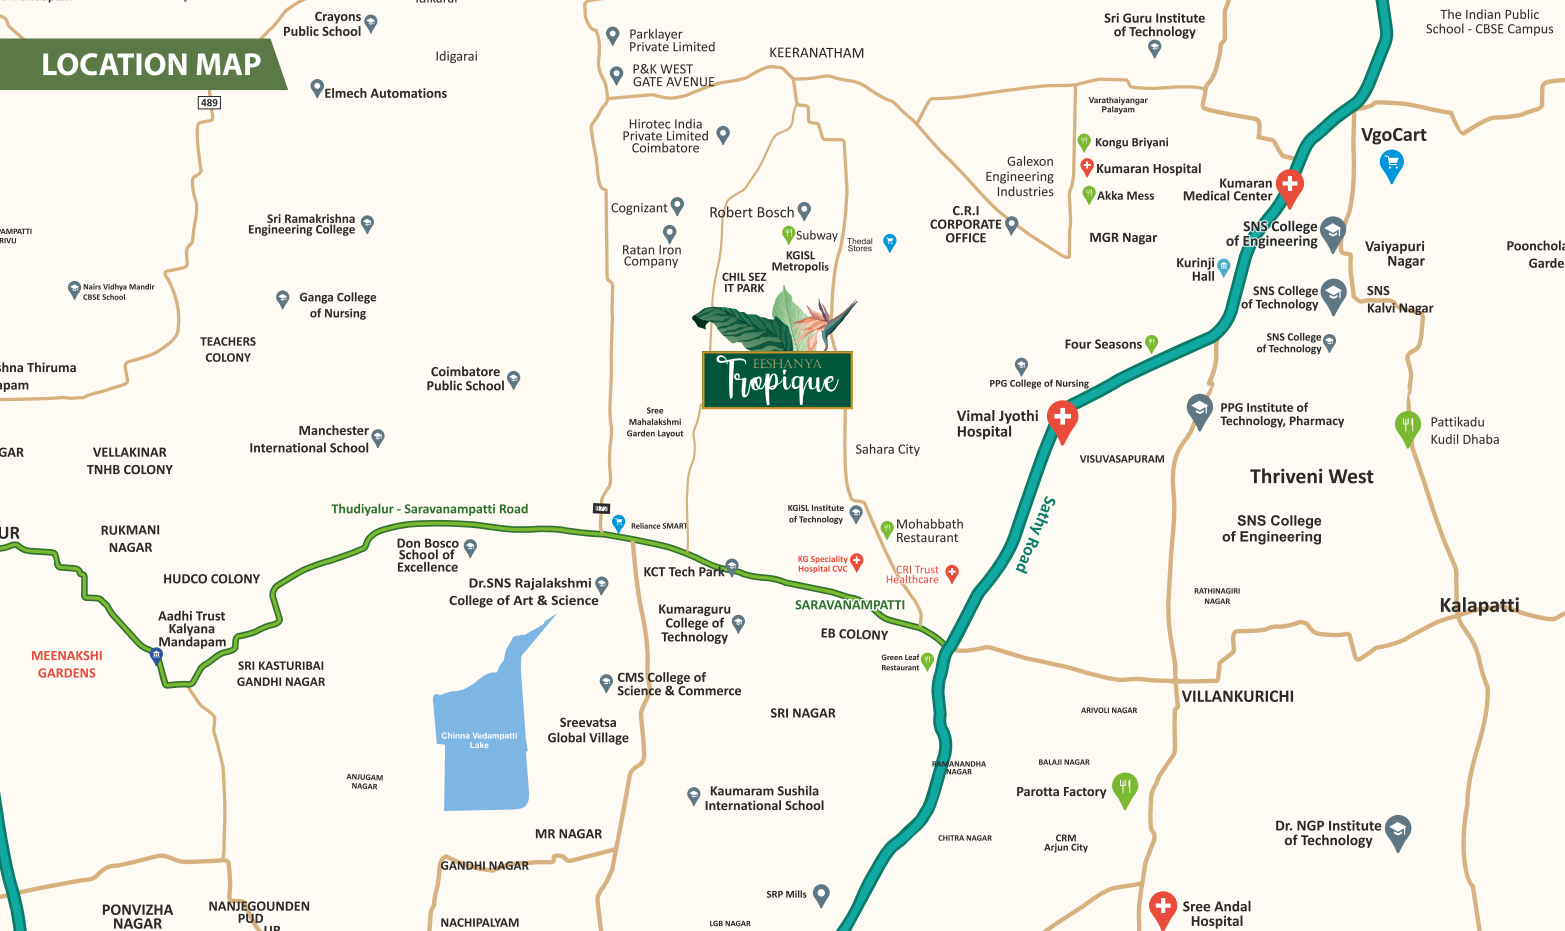 LOCATION MAP
489
Crayons
Public School
Idigarai
Elmech Automations
Parklayer
Private Limited
P&K WEST
GATE AVENUE
KEERANATHAM
Hirotec India
Private Limited
Coimbatore
Sri Guru Institute
of Technology
The Indian Public
School - CBSE Campus
Varathaiyangar
Palayam
Kongu Briyani
Kumaran Hospital
Akka Mess
Galexon
Engineering
Industries
VgoCart
Kumaran
Medical Center
Cognizant
Robert Bosch
Subway
Ratan Iron
Company
KGISL
Metropolis
Thedal
Stores
C.R.I
CORPORATE
OFFICE
MGR Nagar
SNS College
of Engineering
Vaiyapuri
Nagar
Kurinji
Hall
Sri Ramakrishna
Engineering College
Nairs Vidhya Mandir
CBSE School
Ganga College
of Nursing
CHIL SEZ
IT PARK
SNS College
of Technology
SNS
Kalvi Nagar
SNS College
of Technology
TEACHERS
COLONY
Four Seasons
EESHANYA
Tropique
Coimbatore
Public School
PPG College of Nursing
Vimal Jyothi
Hospital
PPG Institute of
Technology, Pharmacy
Pattikadu
Kudil Dhaba
Sree
Mahalakshmi
Garden Layout
Manchester
International School
VELLAKINAR
TNHB COLONY
Sahara City
VISUVASAPURAM
Thriveni West
Thudiyalur - Saravanampatti Road
Reliance SMART
KGiSL Institute
of Technology
Mohabbath
Restaurant
Sathy Road
SNS College
of Engineering
RUKMANI
NAGAR
Don Bosco
School of
Excellence
HUDCO COLONY
KCT Tech Park
KG Speciality
Hospital CVC
CRI Trust
Healthcare
Dr.SNS Rajalakshmi
College of Art & Science
SARAVANAMPATTI
RATHINAGIRI
NAGAR
Kalapatti
Aadhi Trust
Kalyana
Mandapam
Kumaraguru
College of
Technology
EB COLONY
MEENAKSHI
GARDENS
SRI KASTURIBAI
GANDHI NAGAR
Green Leaf
Restaurant
CMS College of
Science & Commerce
VILLANKURICHI
Sreevatsa
Global Village
SRI NAGAR
ARIVOLI NAGAR
Chinna Vedampatti
Lake
RAMANANDHA
NAGAR
BALAJI NAGAR
ANJUGAM
NAGAR
Kaumaram Sushila
International School
Parotta Factory
MR NAGAR
CHITRA NAGAR
CRM
Arjun City
Dr. NGP Institute
of Technology
GANDHI NAGAR
SRP Mills
PONVIZHA
NAGAR
NANJEGOUNDEN
PUD
UR
NACHIPALYAM
LGB NAGAR
Sree Andal
Hospital